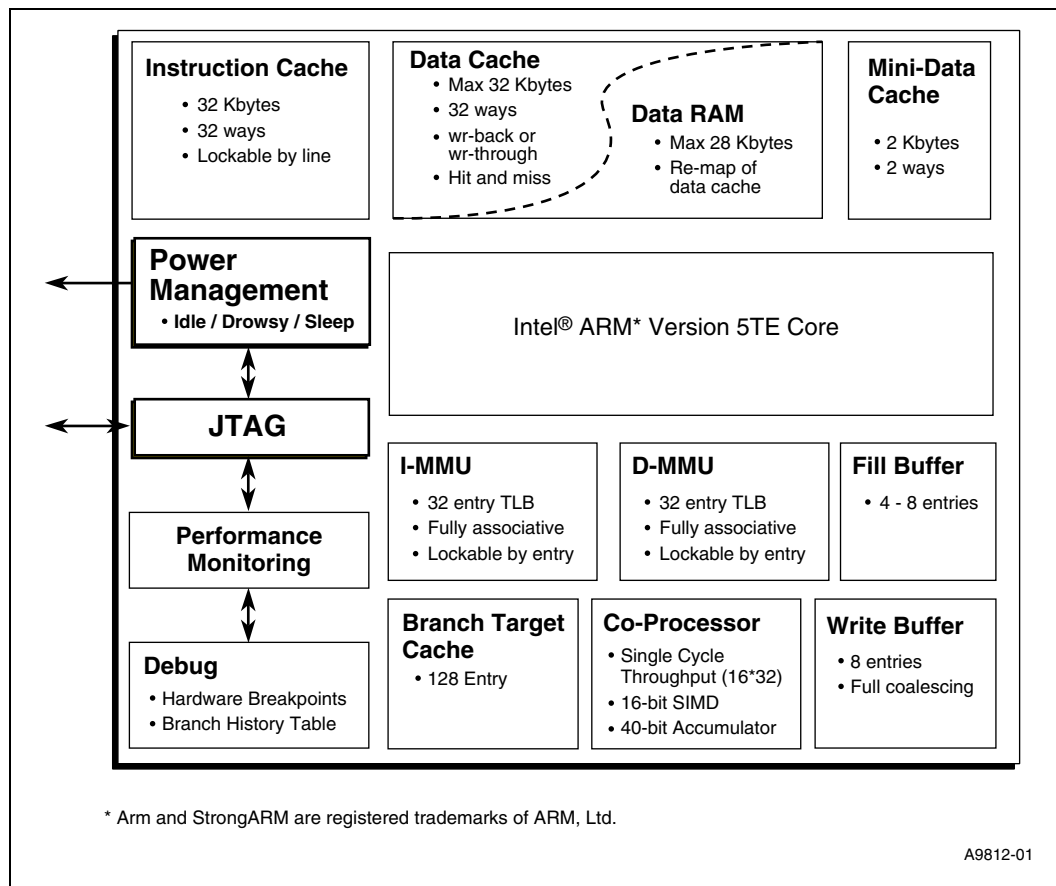 Instruction Cache
• 32 Kbytes
• 32 ways
• Lockable by line
Data Cache
• Max 32 Kbytes
• 32 ways
• wr-back or
wr-through
• Hit and miss
Data RAM
• Max 28 Kbytes
• Re-map of
data cache
Mini-Data
Cache
• 2 Kbytes
• 2 ways
Power
Management
• Idle / Drowsy / Sleep
Intel® ARM* Version 5TE Core
JTAG
I-MMU
• 32 entry TLB
• Fully associative
• Lockable by entry
D-MMU
• 32 entry TLB
• Fully associative
• Lockable by entry
Fill Buffer
• 4 - 8 entries
Performance
Monitoring
Branch Target
Cache
• 128 Entry
Co-Processor
• Single Cycle
Throughput (16*32)
• 16-bit SIMD
• 40-bit Accumulator
Write Buffer
• 8 entries
• Full coalescing
Debug
• Hardware Breakpoints
• Branch History Table
* Arm and StrongARM are registered trademarks of ARM, Ltd.
A9812-01